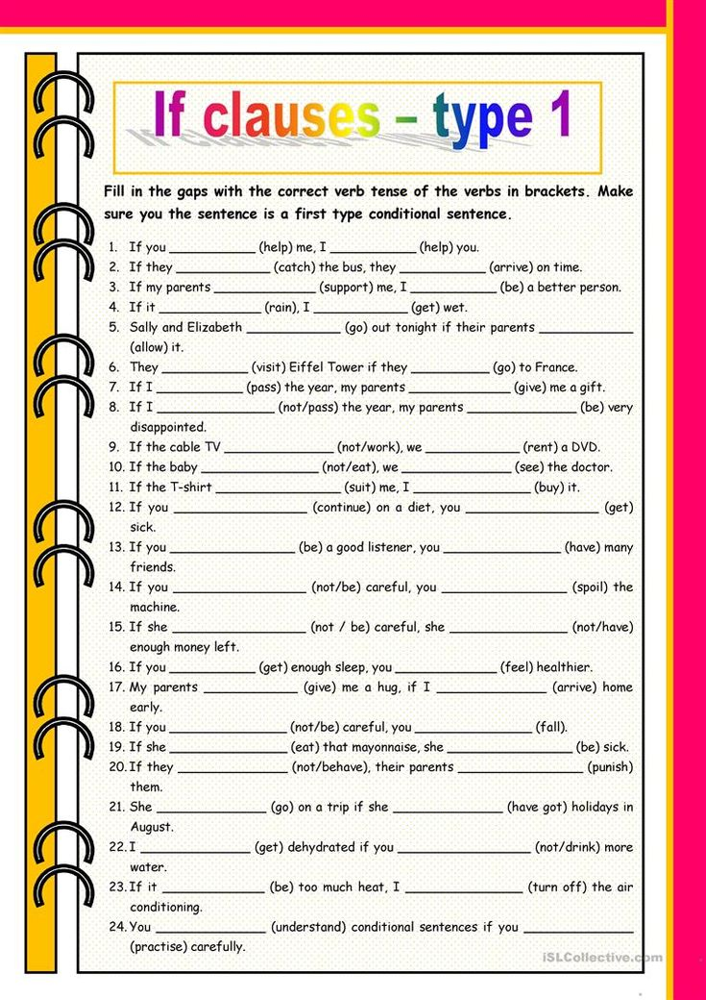 If clauses – type 1
Fill in the gaps with the correct verb tense of the verbs in brackets. Make
sure you the sentence is a first type conditional sentence.
1. If you ___________ (help) me, I ___________ (help) you.
2. If they ____________ (catch) the bus, they ___________ (arrive) on time.
3. If my parents _____________ (support) me, I ___________ (be) a better person.
4. If it _____________ (rain), I ____________ (get) wet.
5. Sally and Elizabeth ____________ (go) out tonight if their parents ____________
(allow) it.
6. They ___________ (visit) Eiffel Tower if they __________ (go) to France.
7. If I ___________ (pass) the year, my parents _____________ (give) me a gift.
8. If I _______________ (not/pass) the year, my parents ______________ (be) very
disappointed.
9. If the cable TV ______________ (not/work), we ____________ (rent) a DVD.
10. If the baby _______________ (not/eat), we ______________ (see) the doctor.
11. If the T-shirt ________________ (suit) me, I _______________ (buy) it.
12. If you _________________ (continue) on a diet, you _________________ (get)
sick.
13. If you ________________ (be) a good listener, you _______________ (have) many
friends.
14. If you _________________ (not/be) careful, you ________________ (spoil) the
machine.
15. If she _________________ (not / be) careful, she _______________ (not/have)
enough money left.
16. If you ___________ (get) enough sleep, you _____________ (feel) healthier.
17. My parents ____________ (give) me a hug, if I ______________ (arrive) home
early.
18. If you _______________ (not/be) careful, you _______________ (fall).
19. If she _______________ (eat) that mayonnaise, she ________________ (be) sick.
20. If they ______________ (not/behave), their parents ________________ (punish)
them.
21. She ______________ (go) on a trip if she ______________ (have got) holidays in
August.
22. I ______________ (get) dehydrated if you _________________ (not/drink) more
water.
23. If it _____________ (be) too much heat, I _______________ (turn off) the air
conditioning.
24. You ______________ (understand) conditional sentences if you ______________
(practise) carefully.
iSLCollective.com